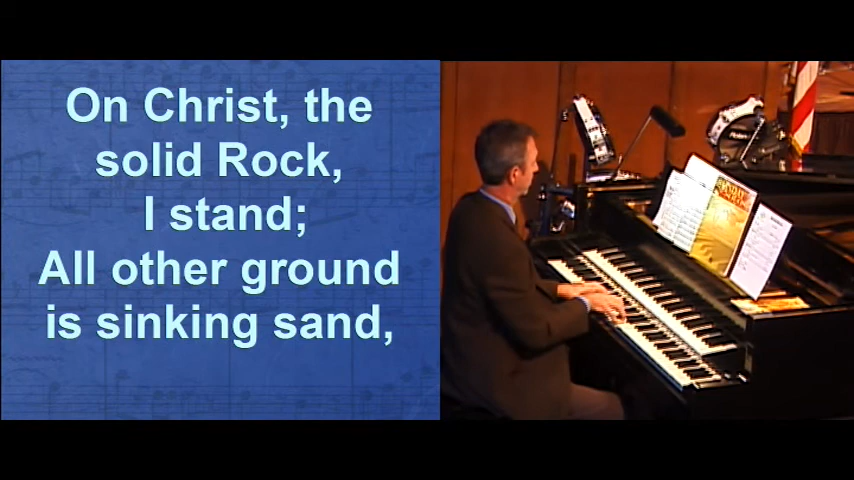 On Christ, the
solid Rock,
I stand;
All other ground
is sinking sand,